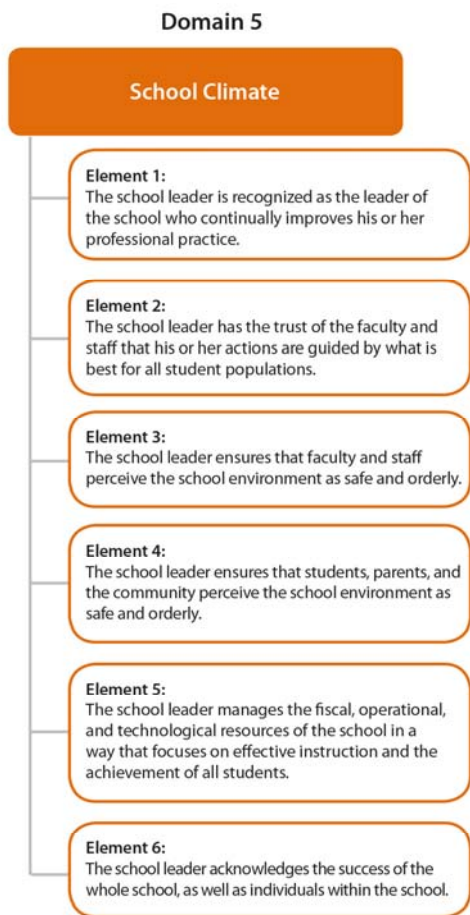 Domain 5
School Climate
Element 1:
The school leader is recognized as the leader of
the school who continually improves his or her
professional practice.
Element 2:
The school leader has the trust of the faculty and
staff that his or her actions are guided by what is
best for all student populations.
Element 3:
The school leader ensures that faculty and staff
perceive the school environment as safe and orderly.
Element 4:
The school leader ensures that students, parents, and
the community perceive the school environment as
safe and orderly.
Element 5:
The school leader manages the fiscal, operational,
and technological resources of the school in a
way that focuses on effective instruction and the
achievement of all students.
Element 6:
The school leader acknowledges the success of the
whole school, as well as individuals within the school.